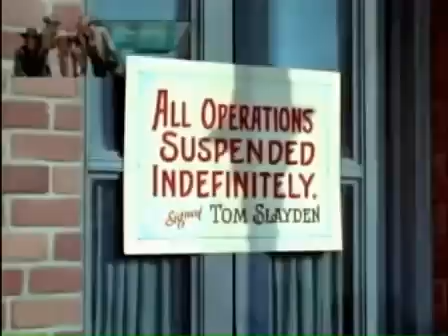 ALL OPERATIONS
SUSPENDED
INDEFINITELY.
Signed TOM SLAYDEN